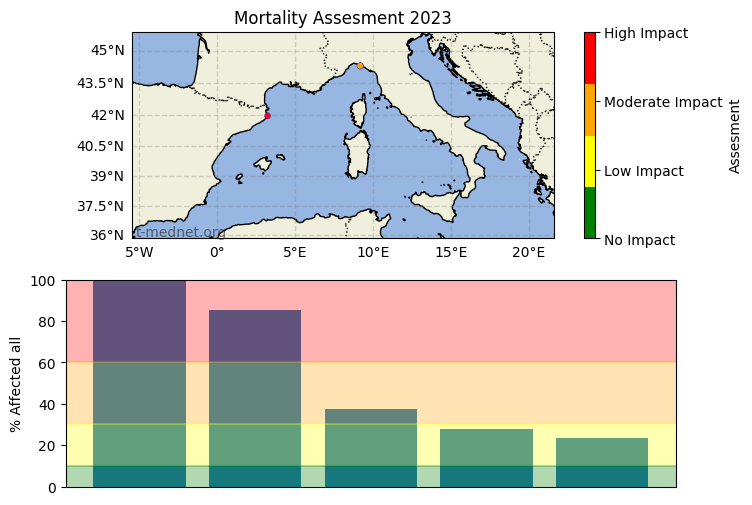 Mortality Assesment 2023
45°N
43.5°N
42°N
40.5°N
39°N
37.5°N
36°N
t-mednet.org
5°W
0°
5°E
10°E
15°E
20°E
High Impact
Moderate Impact
Low Impact
No Impact
Assesment
100
80
60
40
20
0
% Affected all